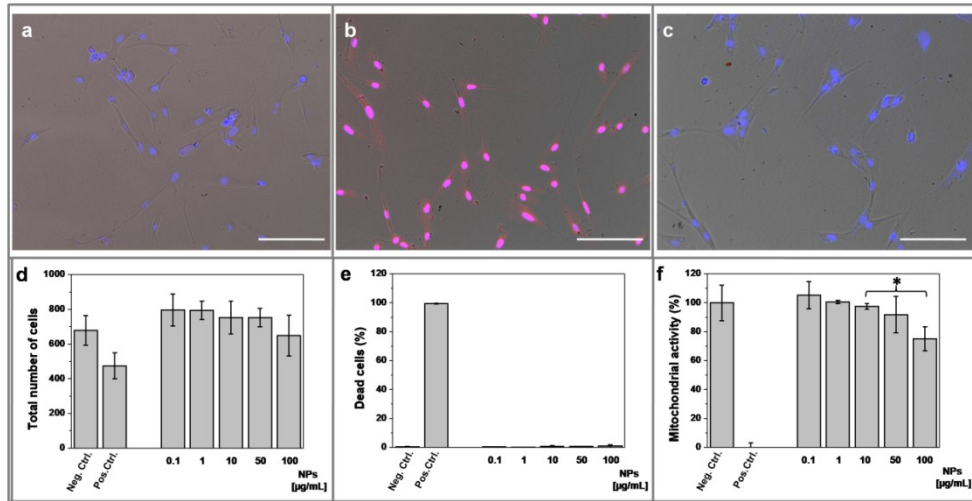 a
b
c
d
Total number of cells
800
600
400
200
0
Neg. Ctrl.
Pos.Ctrl.
0.1 1 10 50 100
NPs
[µg/mL]
e
Dead cells (%)
120
100
80
60
40
20
0
Neg. Ctrl.
Pos.Ctrl.
0.1 1 10 50 100
NPs
[µg/mL]
f
Mitochondrial activity (%)
120
100
80
60
40
20
0
*
Neg. Ctrl.
Pos.Ctrl.
0.1 1 10 50 100
NPs
[µg/mL]